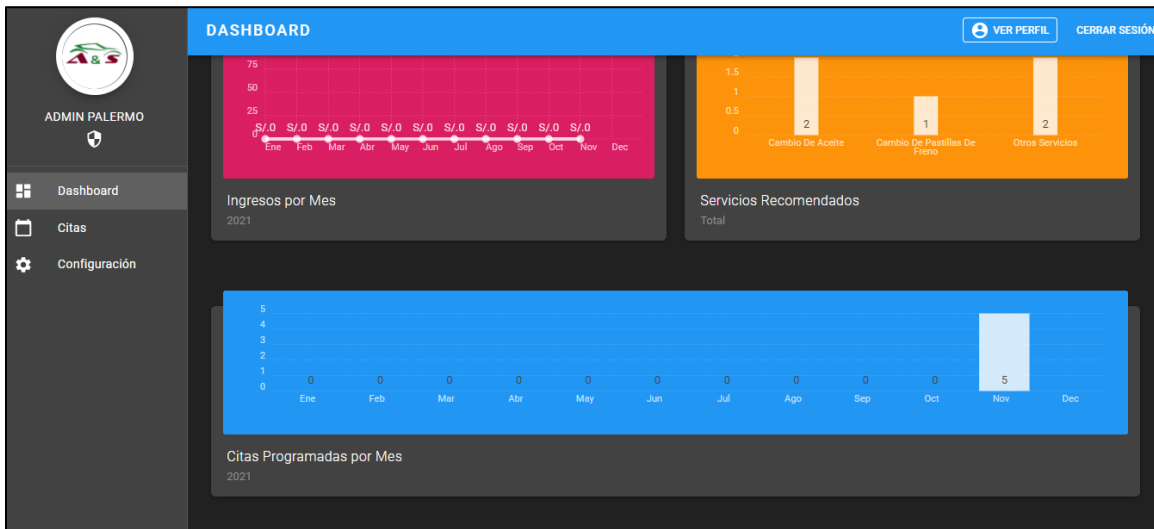 A & S
DASHBOARD
VER PERFIL
CERRAR SESIÓN
ADMIN PALERMO
Dashboard
Citas
Configuración
75
50
25
0
S/.0 S/.0 S/.0 S/.0 S/.0 S/.0 S/.0 S/.0 S/.0 S/.0 S/.0
Ene Feb Mar Abr May Jun Jul Ago Sep Oct Nov Dec
Ingresos por Mes
2021
1.5
1
0.5
0
2 1 2
Cambio De Aceite Cambio De Pastillas De Freno Otros Servicios
Servicios Recomendados
Total
5
4
3
2
1
0
0 0 0 0 0 0 0 0 0 0 5
Ene Feb Mar Abr May Jun Jul Ago Sep Oct Nov Dec
Citas Programadas por Mes
2021